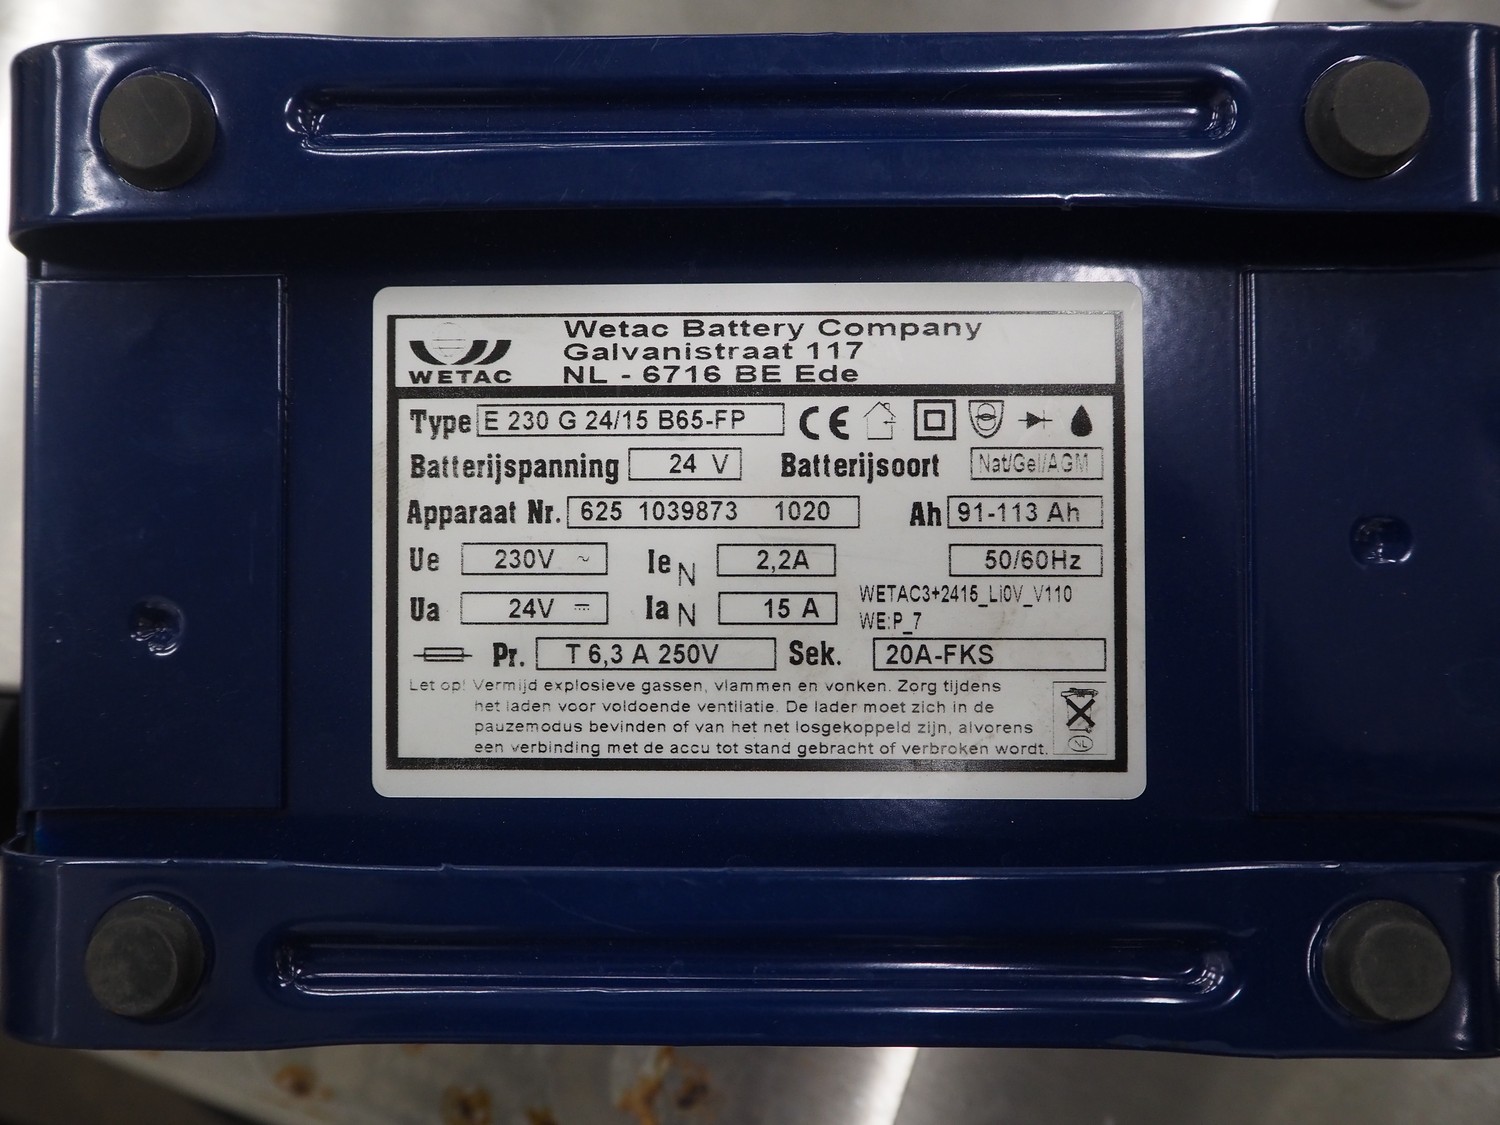 WETAC
Wetac Battery Company
Galvanistraat 117
NL - 6716 BE Ede
Type E 230 G 24/15 B65-FP CE
Batterijspanning 24 V Batterijsoort Nat/Gel/AGM
Apparaat Nr. 625 1039873 1020 Ah 91-113 Ah
Ue 230V ~ Ie N 2,2A 50/60Hz
Ua 24V ⎓ Ia N 15 A WETAC3+2415_Li0V_V110
WE:P_7
Pr. T 6,3 A 250V Sek. 20A-FKS
Let op! Vermijd explosieve gassen, vlammen en vonken. Zorg tijdens
het laden voor voldoende ventilatie. De lader moet zich in de
pauzemodus bevinden of van het net losgekoppeld zijn, alvorens
een verbinding met de accu tot stand gebracht of verbroken wordt.
NL